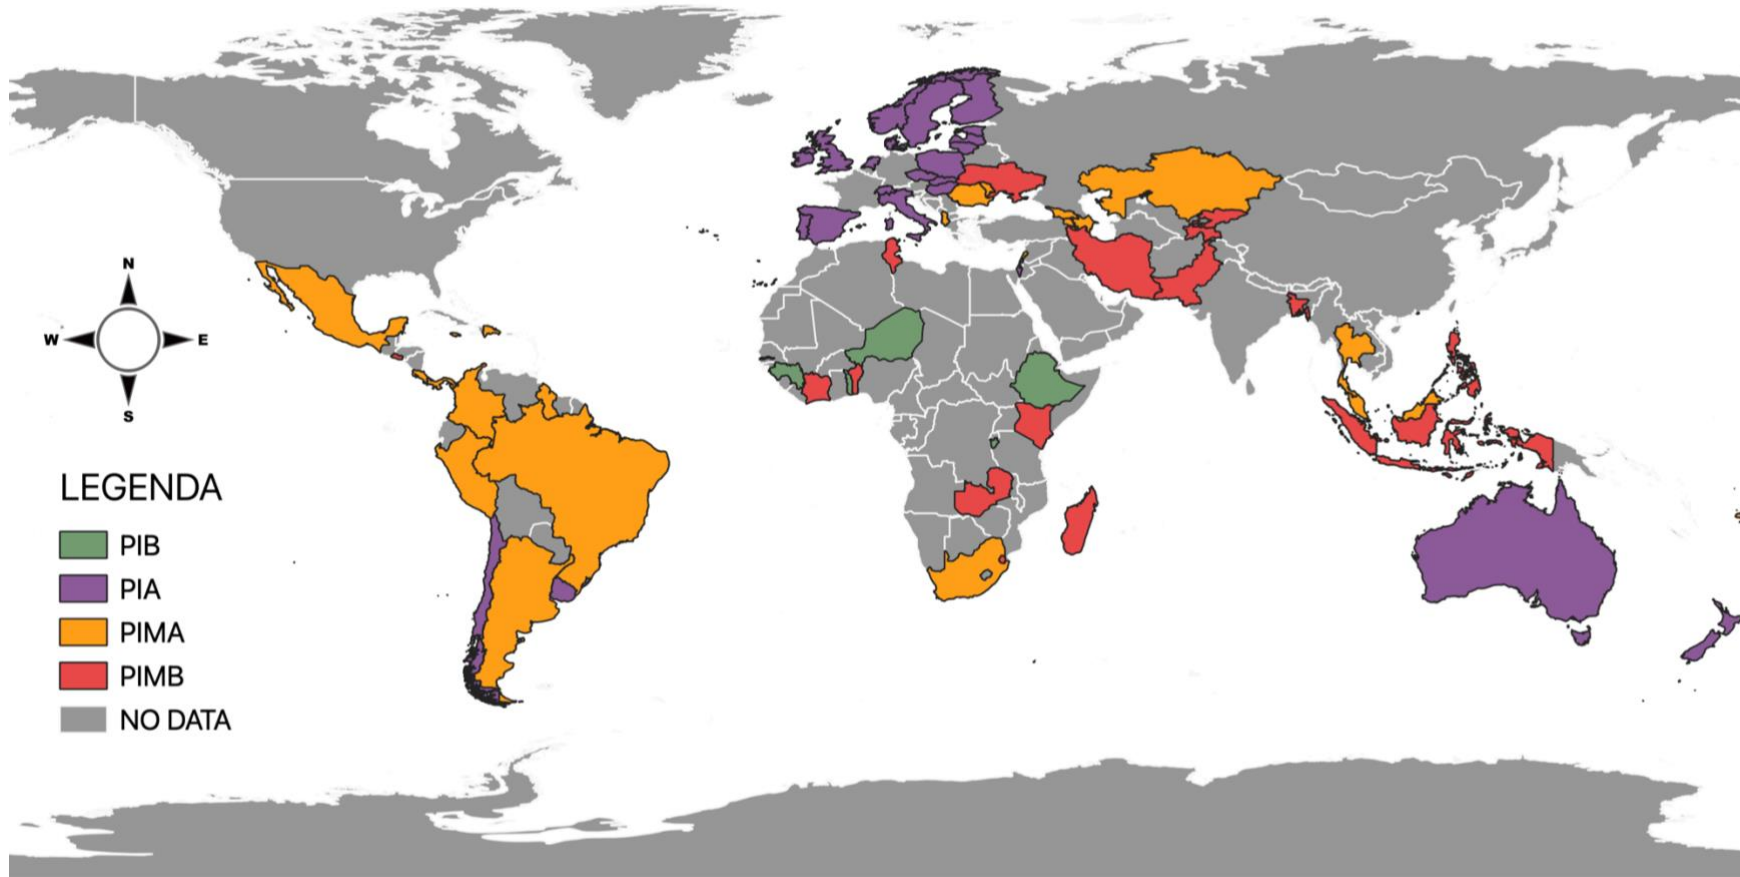 N
W E
S
LEGENDA
PIB
PIA
PIMA
PIMB
NO DATA